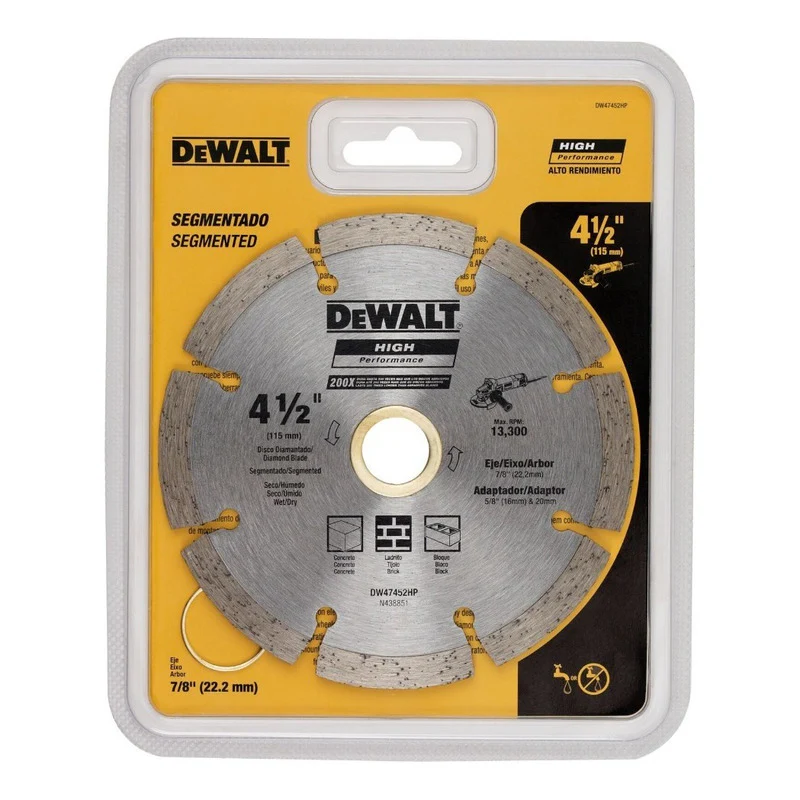 DW47452HP
DEWALT
HIGH
Performance
ALTO RENDIMIENTO
SEGMENTADO
SEGMENTED
4½"
(115 mm)
DEWALT
HIGH
Performance
200X
4 ½"
(115 mm)
Disco Diamantado/
Diamond Blade
Segmentado/Segmented
Seco/Húmedo
Seco/Úmido
Wet/Dry
Max. RPM:
13,300
Eje/Eixo/Arbor
7/8" (22,2mm)
Adaptador/Adaptor
5/8" (16mm) & 20mm
Concreto
Concreto
Concrete
Ladrillo
Tijolo
Brick
Bloque
Bloco
Block
DW47452HP
N438851
Eje
Eixo
Arbor
7/8" (22.2 mm)
OR